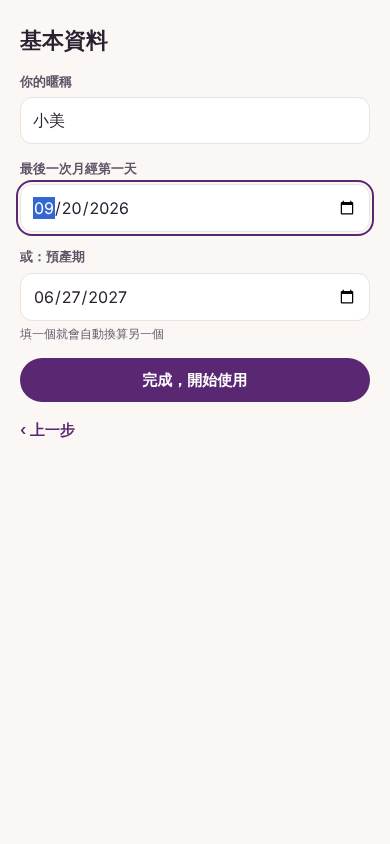 基本資料
你的暱稱
小美
最後一次月經第一天
09/20/2026
或：預產期
06/27/2027
填一個就會自動換算另一個
完成，開始使用
‹ 上一步